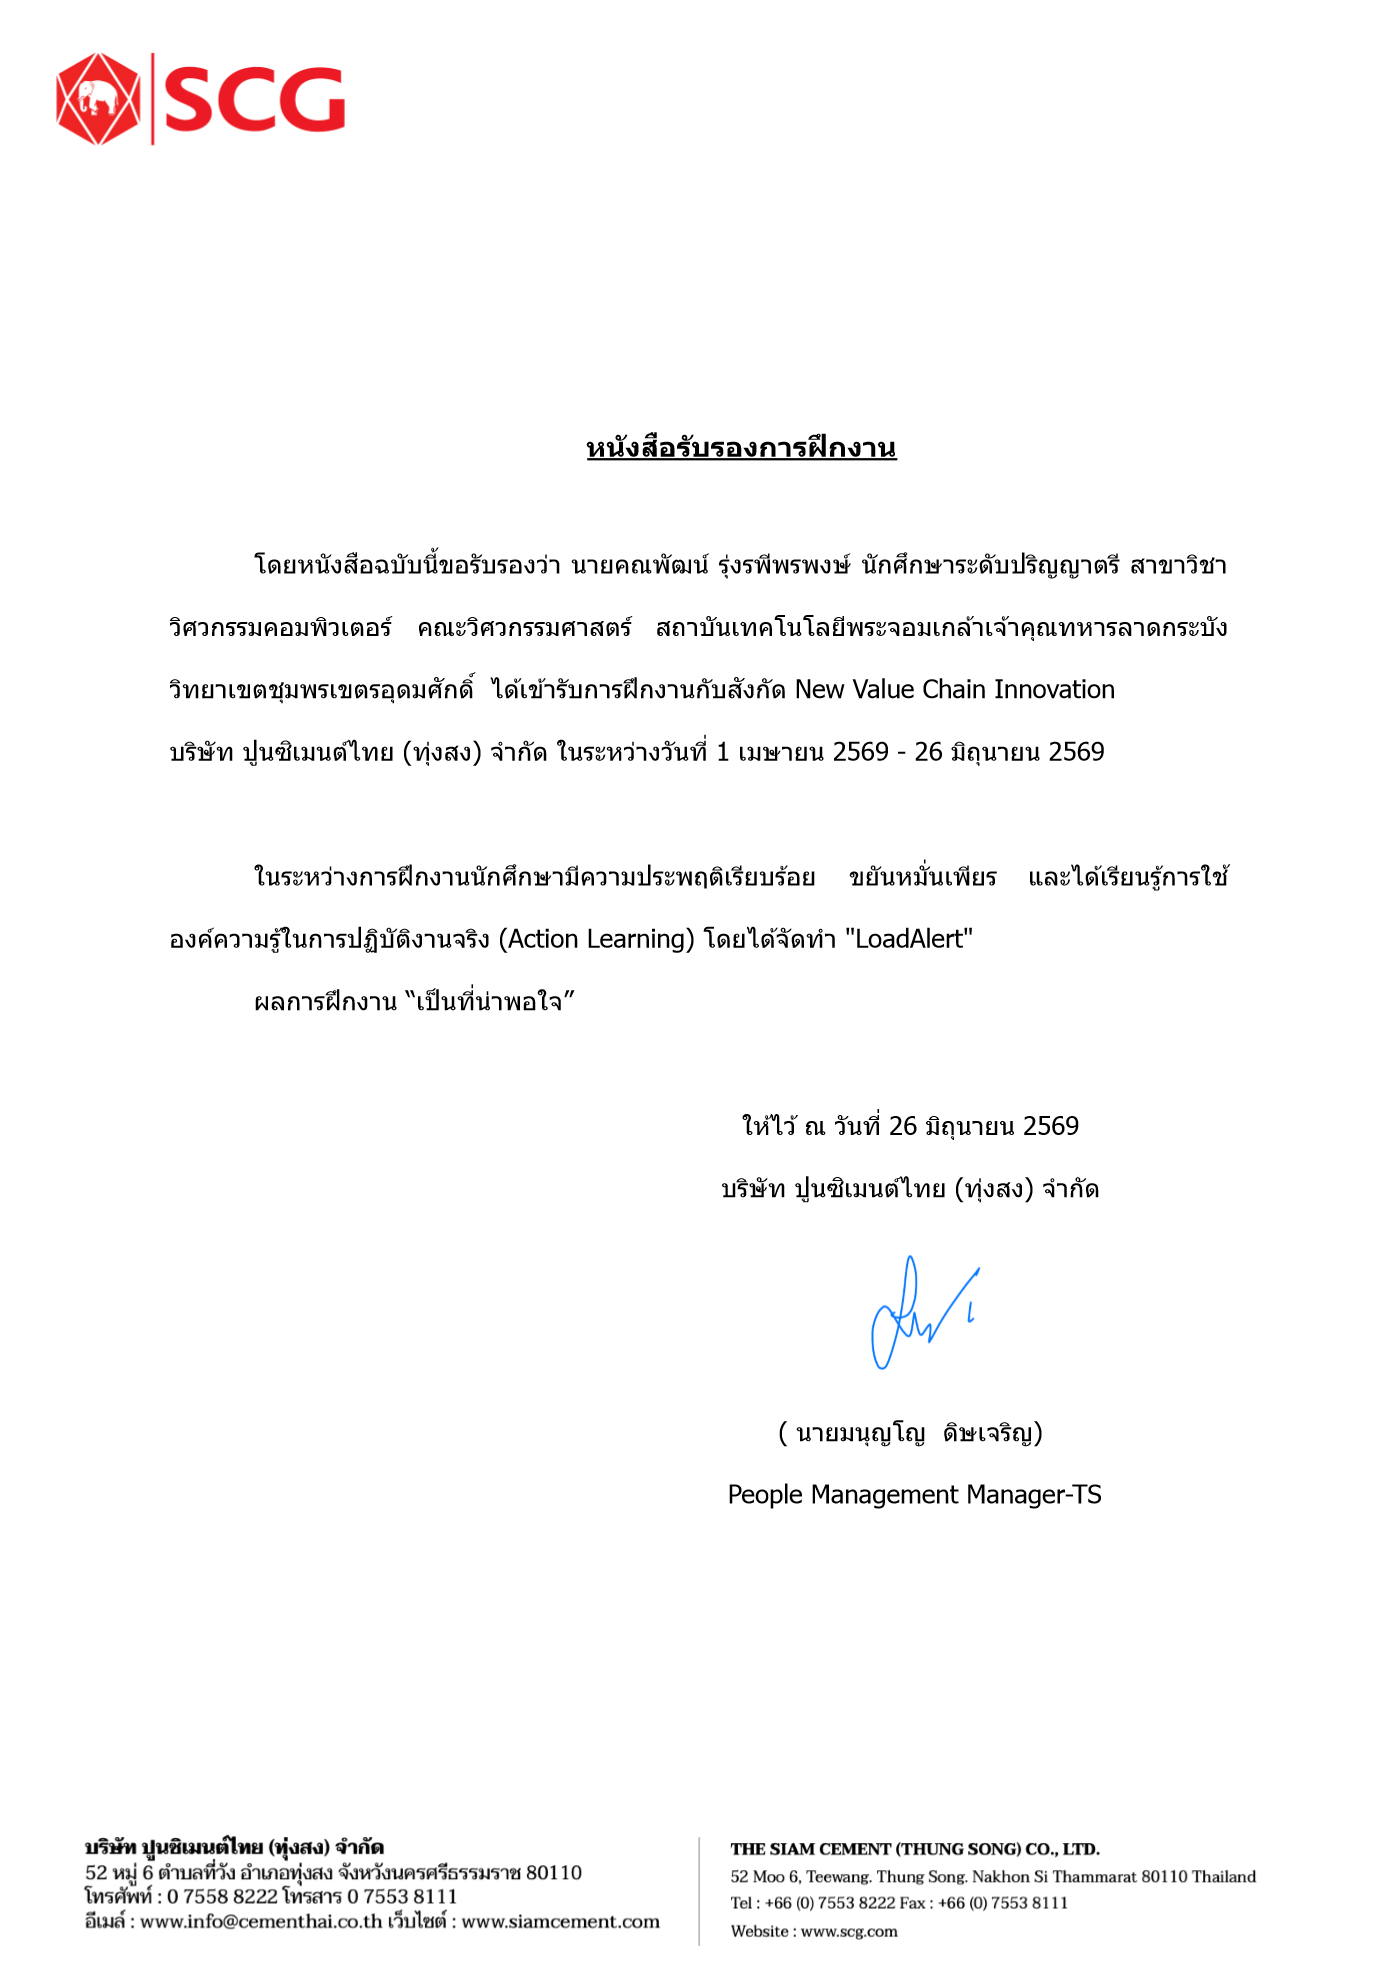 SCG
หนังสือรับรองการฝึกงาน
โดยหนังสือฉบับนี้ขอรับรองว่า นายคณพัฒน์ รุ่งรพีพรพงษ์ นักศึกษาระดับปริญญาตรี สาขาวิชา
วิศวกรรมคอมพิวเตอร์ คณะวิศวกรรมศาสตร์ สถาบันเทคโนโลยีพระจอมเกล้าเจ้าคุณทหารลาดกระบัง
วิทยาเขตชุมพรเขตรอุดมศักดิ์ ได้เข้ารับการฝึกงานกับสังกัด New Value Chain Innovation
บริษัท ปูนซิเมนต์ไทย (ทุ่งสง) จำกัด ในระหว่างวันที่ 1 เมษายน 2569 - 26 มิถุนายน 2569
ในระหว่างการฝึกงานนักศึกษามีความประพฤติเรียบร้อย ขยันหมั่นเพียร และได้เรียนรู้การใช้
องค์ความรู้ในการปฏิบัติงานจริง (Action Learning) โดยได้จัดทำ "LoadAlert"
ผลการฝึกงาน “เป็นที่น่าพอใจ”
ให้ไว้ ณ วันที่ 26 มิถุนายน 2569
บริษัท ปูนซิเมนต์ไทย (ทุ่งสง) จำกัด
( นายมนุญโญ ดิษเจริญ)
People Management Manager-TS
บริษัท ปูนซิเมนต์ไทย (ทุ่งสง) จำกัด
52 หมู่ 6 ตำบลที่วัง อำเภอทุ่งสง จังหวังนครศรีธรรมราช 80110
โทรศัพท์ : 0 7558 8222 โทรสาร 0 7553 8111
อีเมล์ : www.info@cementhai.co.th เว็บไซต์ : www.siamcement.com
THE SIAM CEMENT (THUNG SONG) CO., LTD.
52 Moo 6, Teewang. Thung Song. Nakhon Si Thammarat 80110 Thailand
Tel : +66 (0) 7553 8222 Fax : +66 (0) 7553 8111
Website : www.scg.com